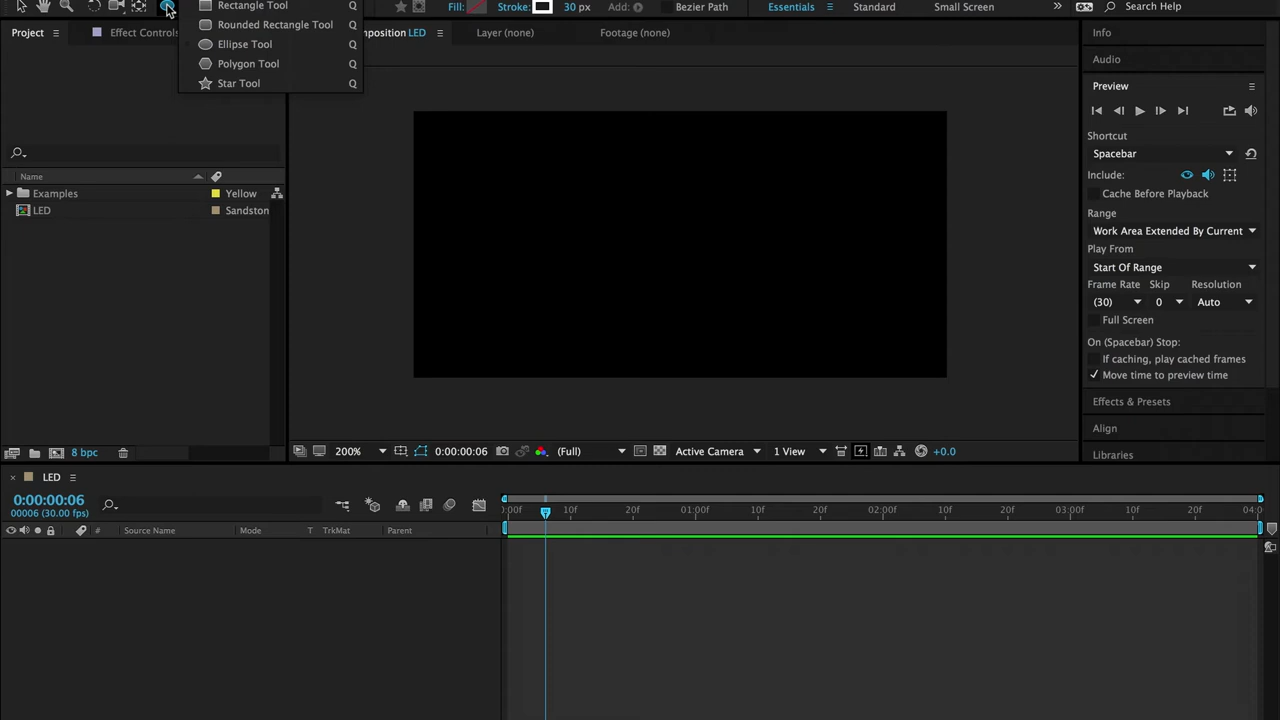 Rectangle Tool Q
Fill: Stroke: 30 px Add: Bezier Path Essentials Standard Small Screen » Search Help
Rounded Rectangle Tool Q
Ellipse Tool Q
Polygon Tool Q
Star Tool Q
Project Effect Controls
mposition LED Layer (none) Footage (none)
Name
Examples Yellow
LED Sandston
8 bpc
200% 0:00:00:06 (Full) Active Camera 1 View +0.0
Info
Audio
Preview
Shortcut
Spacebar
Include:
Cache Before Playback
Range
Work Area Extended By Current
Play From
Start Of Range
Frame Rate Skip Resolution
(30) 0 Auto
Full Screen
On (Spacebar) Stop:
If caching, play cached frames
Move time to preview time
Effects & Presets
Align
Libraries
× LED
0:00:00:06
00006 (30.00 fps)
Source Name Mode T TrkMat Parent
):00f 10f 20f 01:00f 10f 20f 02:00f 10f 20f 03:00f 10f 20f 04:0